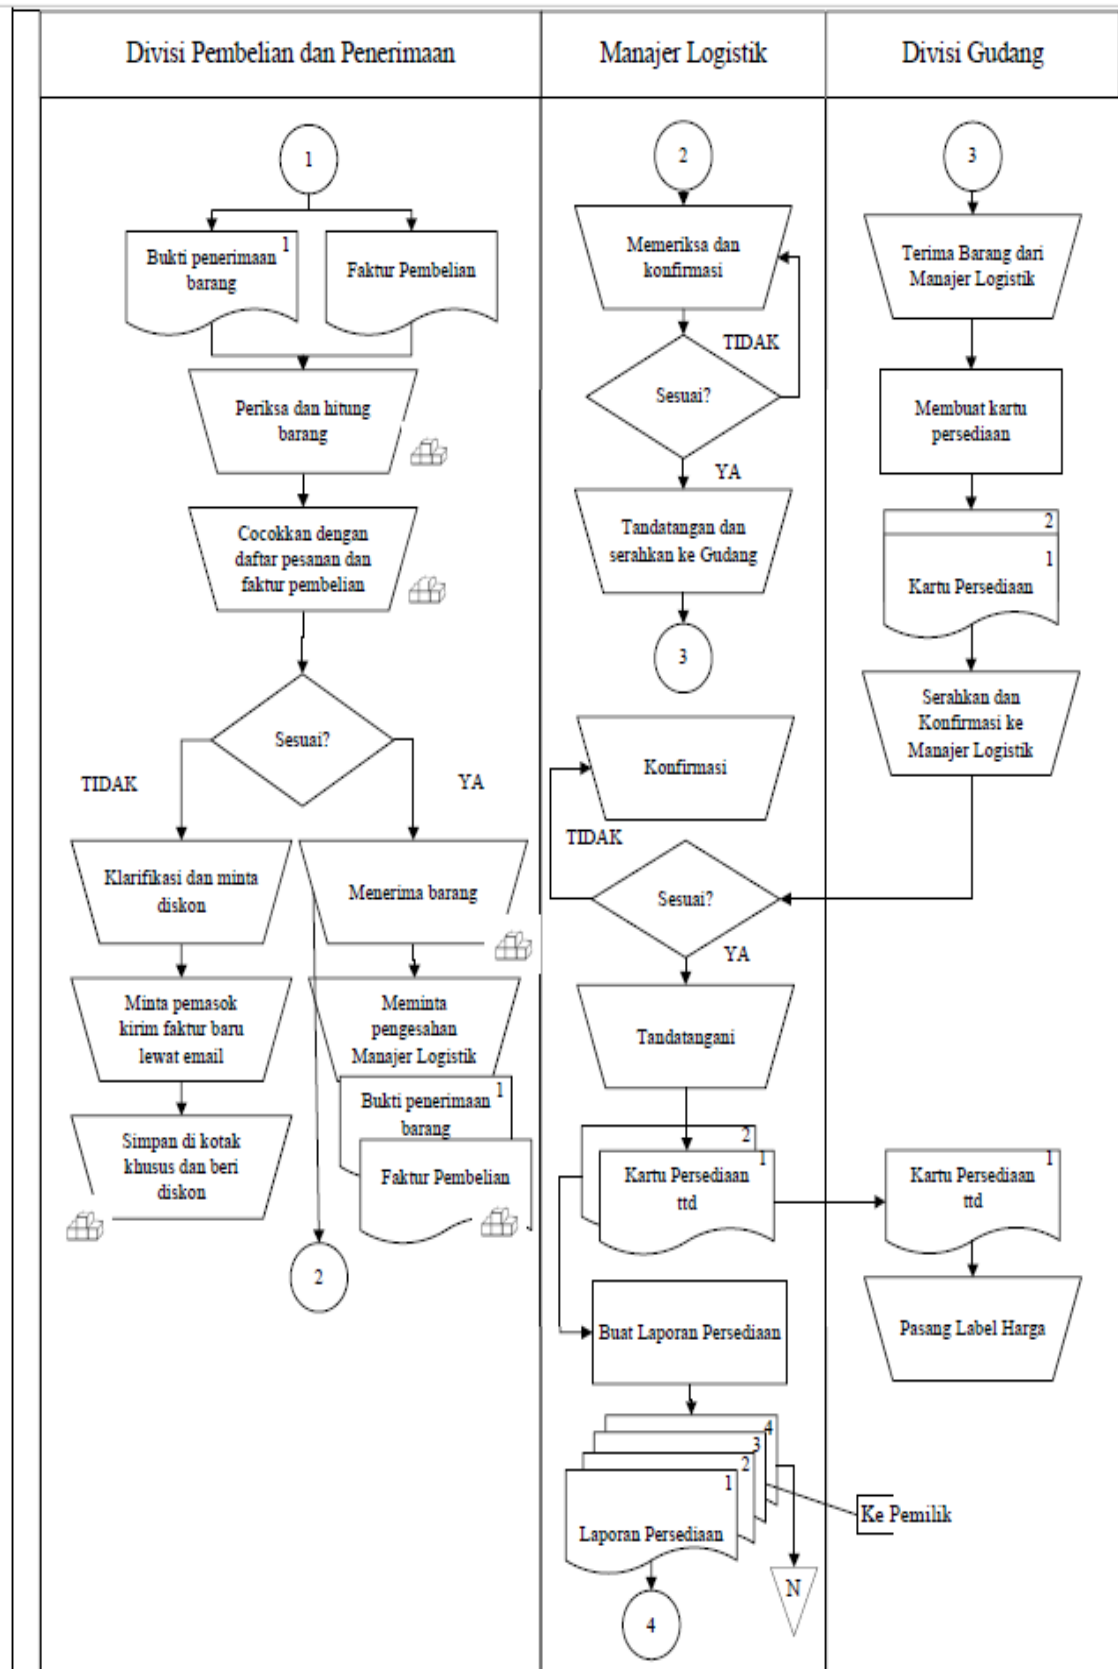 Divisi Pembelian dan Penerimaan
Manajer Logistik
Divisi Gudang
1
Bukti penerimaan
barang
1
Faktur Pembelian
Periksa dan hitung
barang
Cocokkan dengan
daftar pesanan dan
faktur pembelian
Sesuai?
TIDAK
YA
Klarifikasi dan minta
diskon
Menerima barang
Minta pemasok
kirim faktur baru
lewat email
Meminta
pengesahan
Manajer Logistik
Simpan di kotak
khusus dan beri
diskon
Bukti penerimaan
barang
1
Faktur Pembelian
2
2
Memeriksa dan
konfirmasi
TIDAK
Sesuai?
YA
Tandatangan dan
serahkan ke Gudang
3
Konfirmasi
TIDAK
Sesuai?
YA
Tandatangani
2
1
Kartu Persediaan
ttd
Buat Laporan Persediaan
4
3
2
1
Laporan Persediaan
N
4
3
Terima Barang dari
Manajer Logistik
Membuat kartu
persediaan
2
1
Kartu Persediaan
Serahkan dan
Konfirmasi ke
Manajer Logistik
1
Kartu Persediaan
ttd
Pasang Label Harga
Ke Pemilik